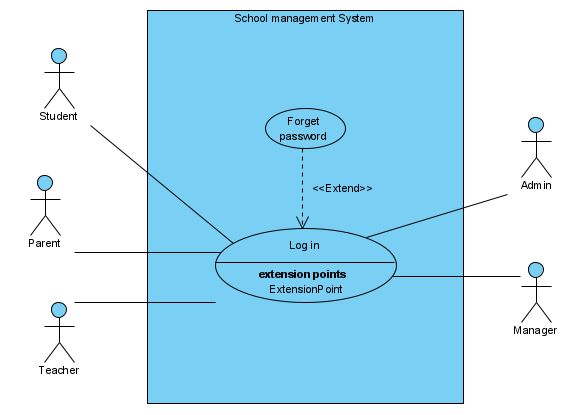 School management System
Student
Forget
password
Admin
<<Extend>>
Parent
Log in
extension points
ExtensionPoint
Manager
Teacher